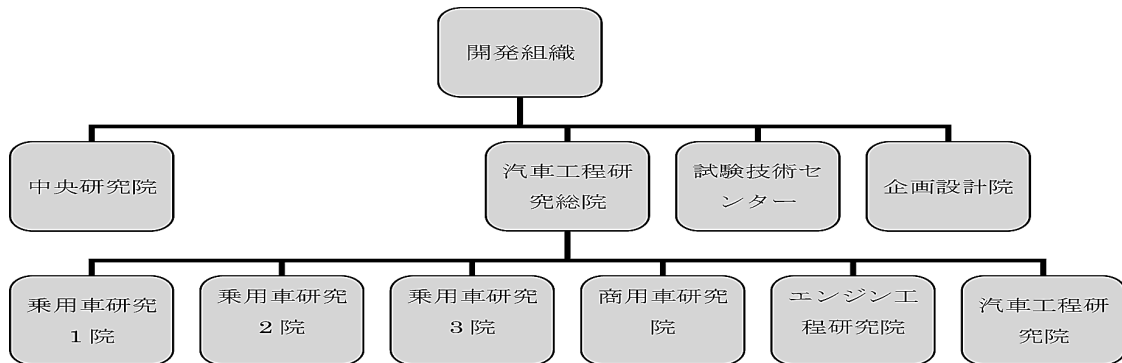 開発組織
中央研究院
汽車工程研
究総院
試験技術セ
ンター
企画設計院
乗用車研究
1院
乗用車研究
2院
乗用車研究
3院
商用車研究
院
エンジン工
程研究院
汽車工程研
究院